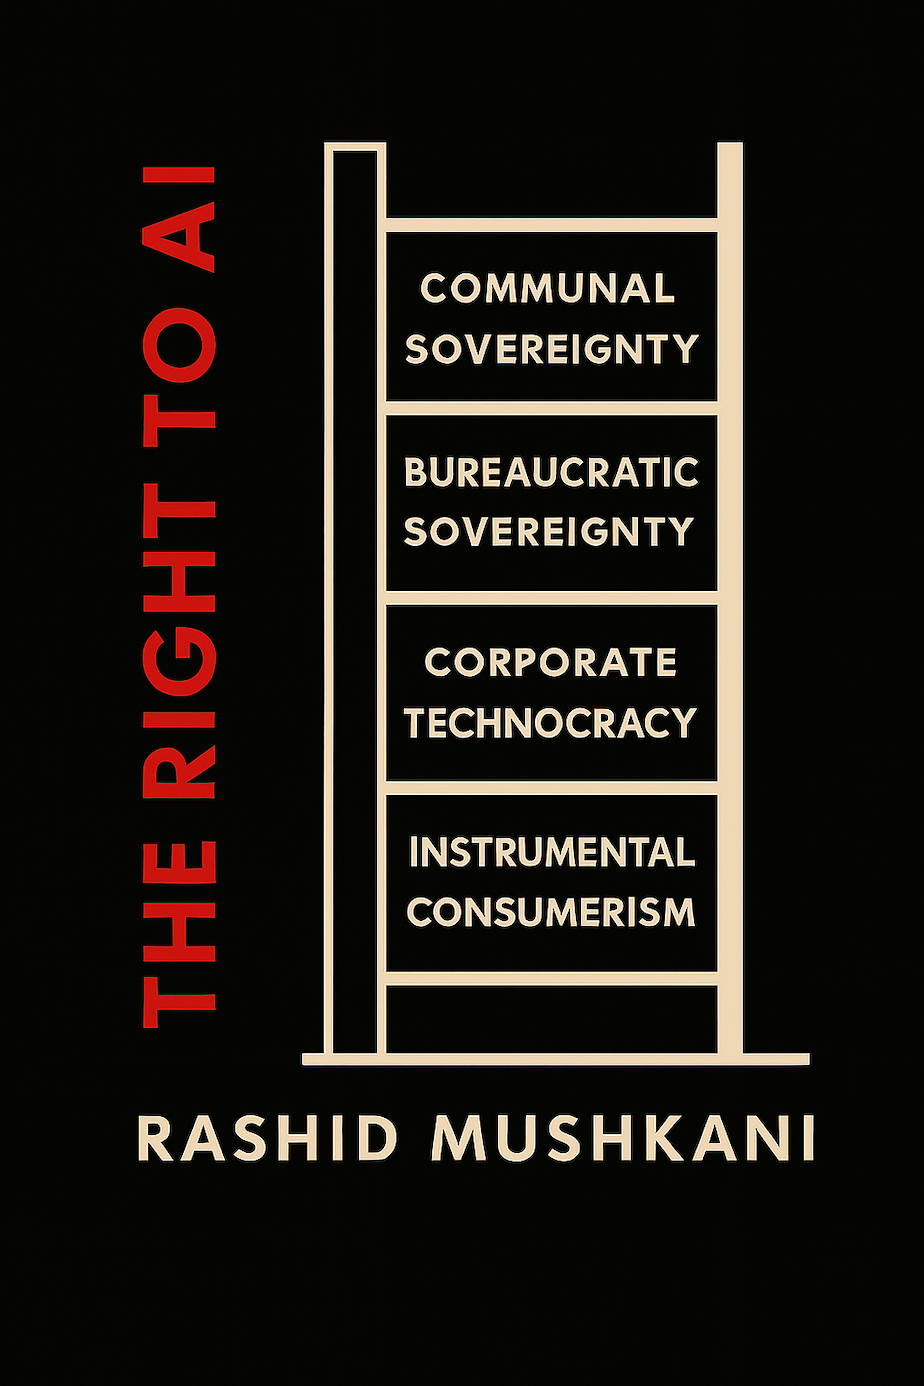 THE RIGHT TO AI
COMMUNAL
SOVEREIGNTY
BUREAUCRATIC
SOVEREIGNTY
CORPORATE
TECHNOCRACY
INSTRUMENTAL
CONSUMERISM
RASHID MUSHKANI